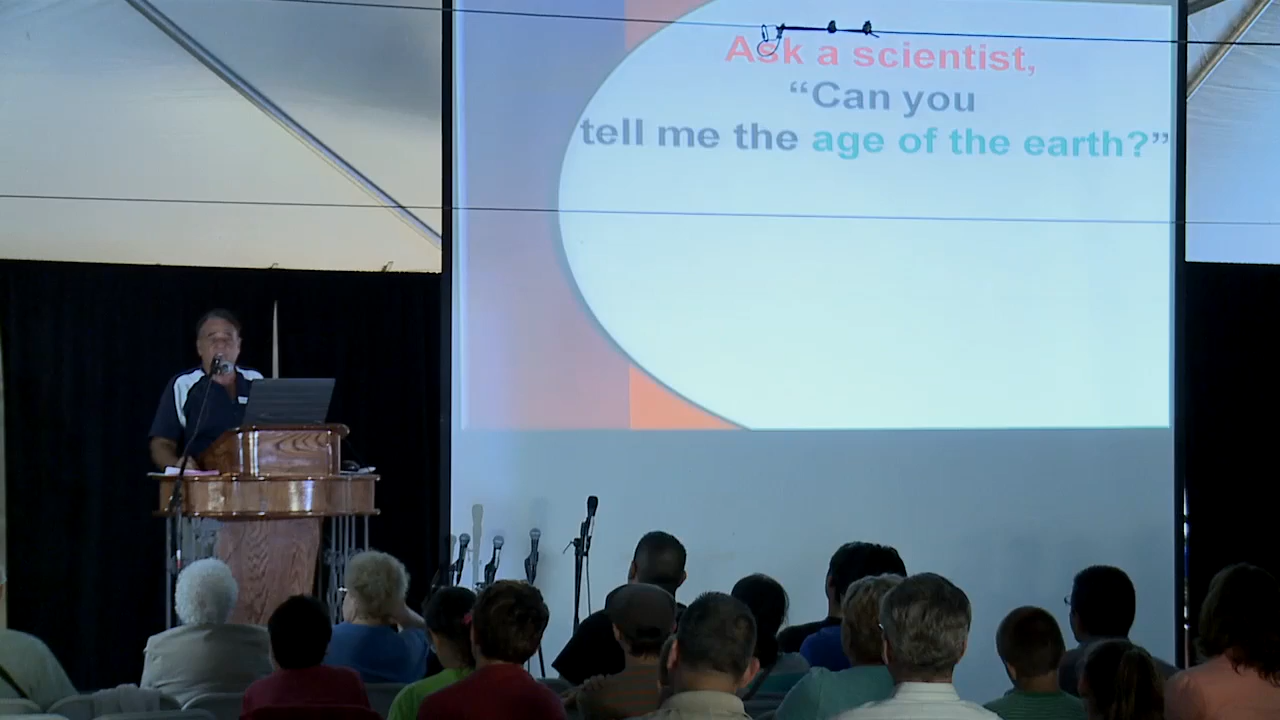 Ask a scientist,
“Can you
tell me the age of the earth?”